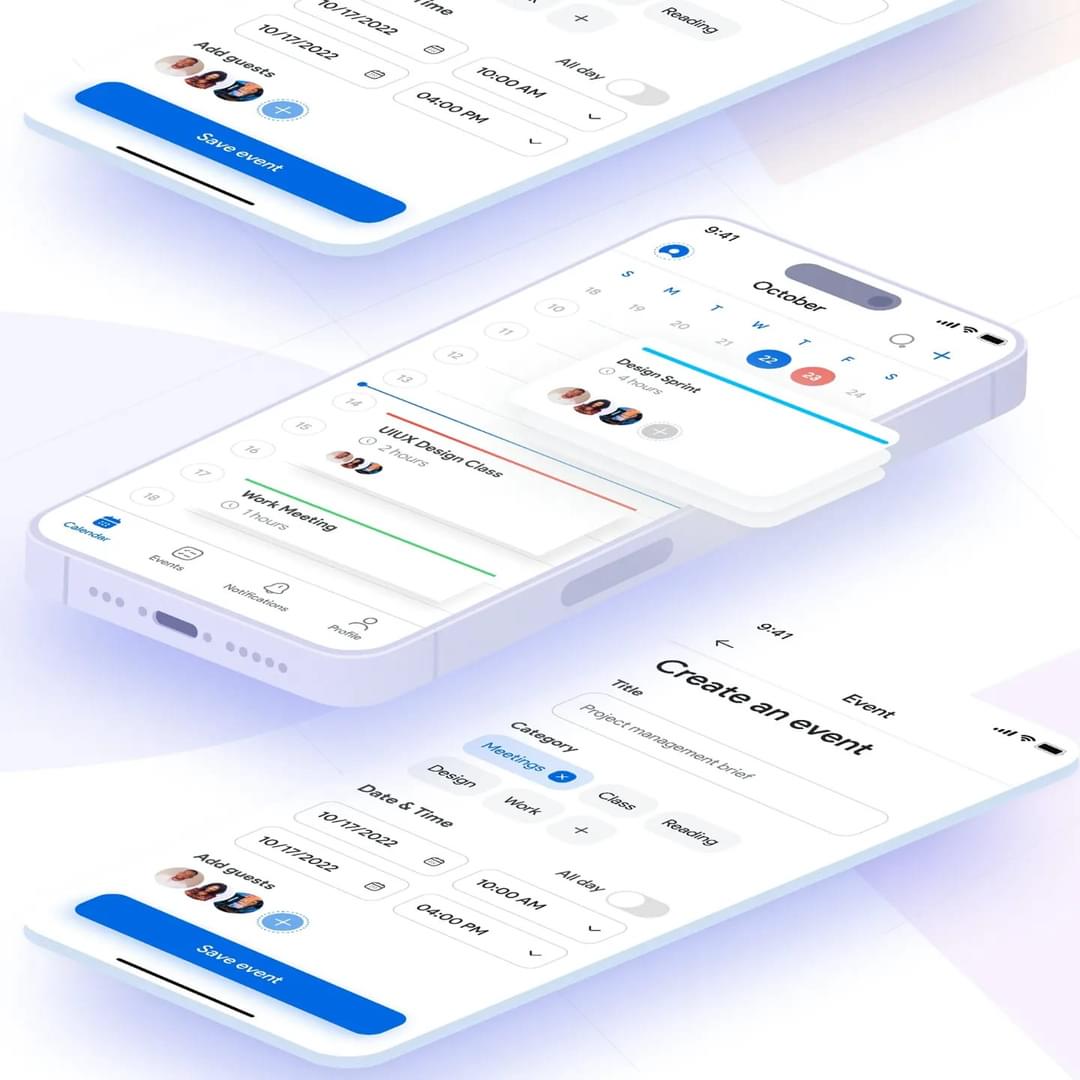 Time
Reading
10/17/2022
10/17/2022
All day
10:00 AM
04:00 PM
Add guests
Save event
9:41
October
S M T W T F S
18 19 20 21 22 23 24
10
11
12
13
14
15
16
17
18
Design Sprint
4 hours
UIUX Design Class
2 hours
Work Meeting
1 hours
Calendar
Events
Notifications
Profile
9:41
Event
Create an event
Title
Project management brief
Category
Meetings
Design
Work
Class
Reading
Date & Time
10/17/2022
10/17/2022
All day
10:00 AM
04:00 PM
Add guests
Save event